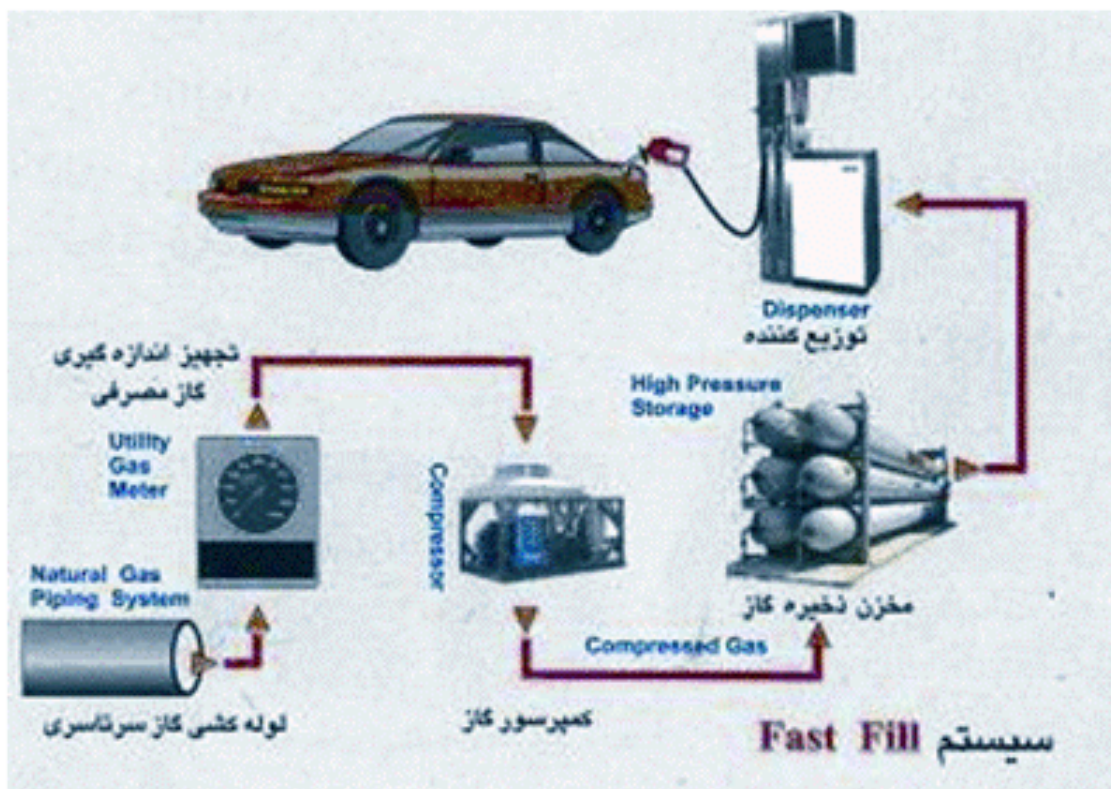 Dispenser
توزیع کننده
تجهیز اندازه گیری
گاز مصرفی
Utility
Gas
Meter
High Pressure
Storage
Compressor
Natural Gas
Piping System
مخزن ذخیره گاز
Compressed Gas
لوله کشی گاز سرتاسری
کمپرسور گاز
سیستم Fast Fill